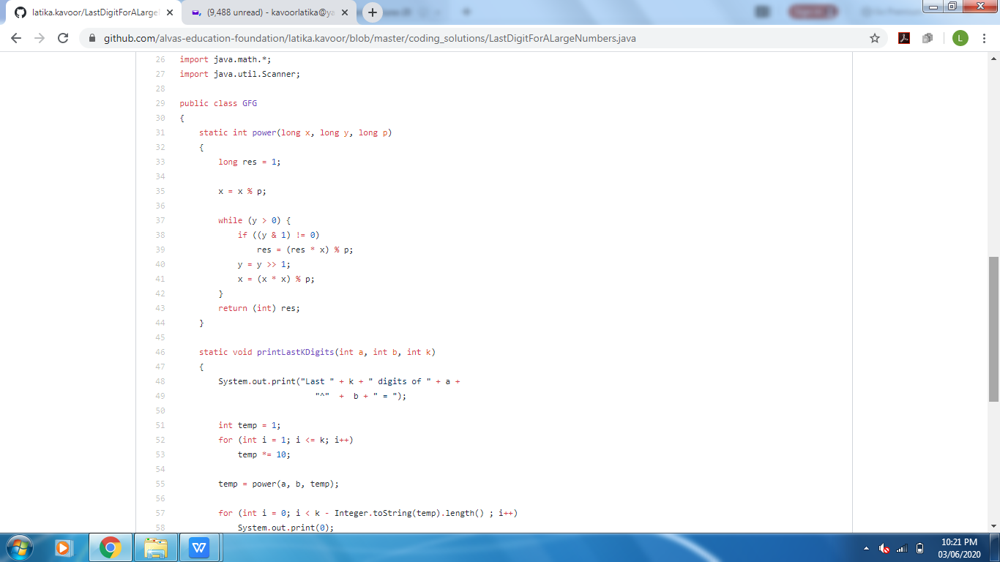 latika.kavoor/LastDigitForALargeN
(9,488 unread) - kavoorlatika@ya
github.com/alvas-education-foundation/latika.kavoor/blob/master/coding_solutions/LastDigitForALargeNumbers.java
L
26 import java.math.*;
27 import java.util.Scanner;
28
29 public class GFG
30 {
31 static int power(long x, long y, long p)
32 {
33 long res = 1;
34
35 x = x % p;
36
37 while (y > 0) {
38 if ((y & 1) != 0)
39 res = (res * x) % p;
40 y = y >> 1;
41 x = (x * x) % p;
42 }
43 return (int) res;
44 }
45
46 static void printLastKDigits(int a, int b, int k)
47 {
48 System.out.print("Last " + k + " digits of " + a +
49 "^" + b + " = ");
50
51 int temp = 1;
52 for (int i = 1; i <= k; i++)
53 temp *= 10;
54
55 temp = power(a, b, temp);
56
57 for (int i = 0; i < k - Integer.toString(temp).length() ; i++)
58 System.out.print(0);
W
10:21 PM
03/06/2020